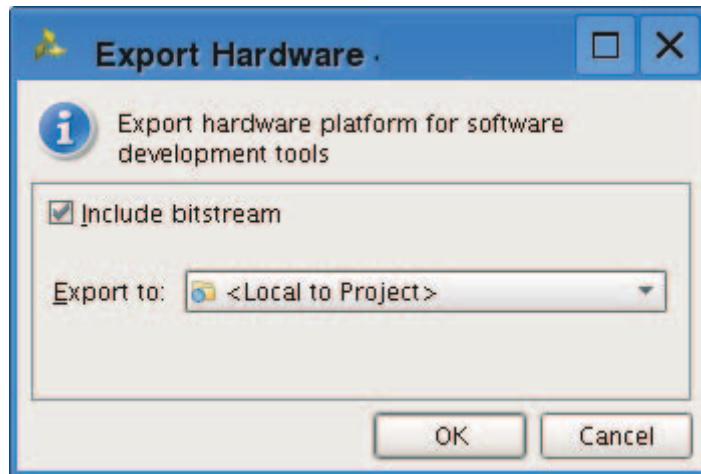 Export Hardware
Export hardware platform for software
development tools
Include bitstream
Export to: <Local to Project>
OK Cancel